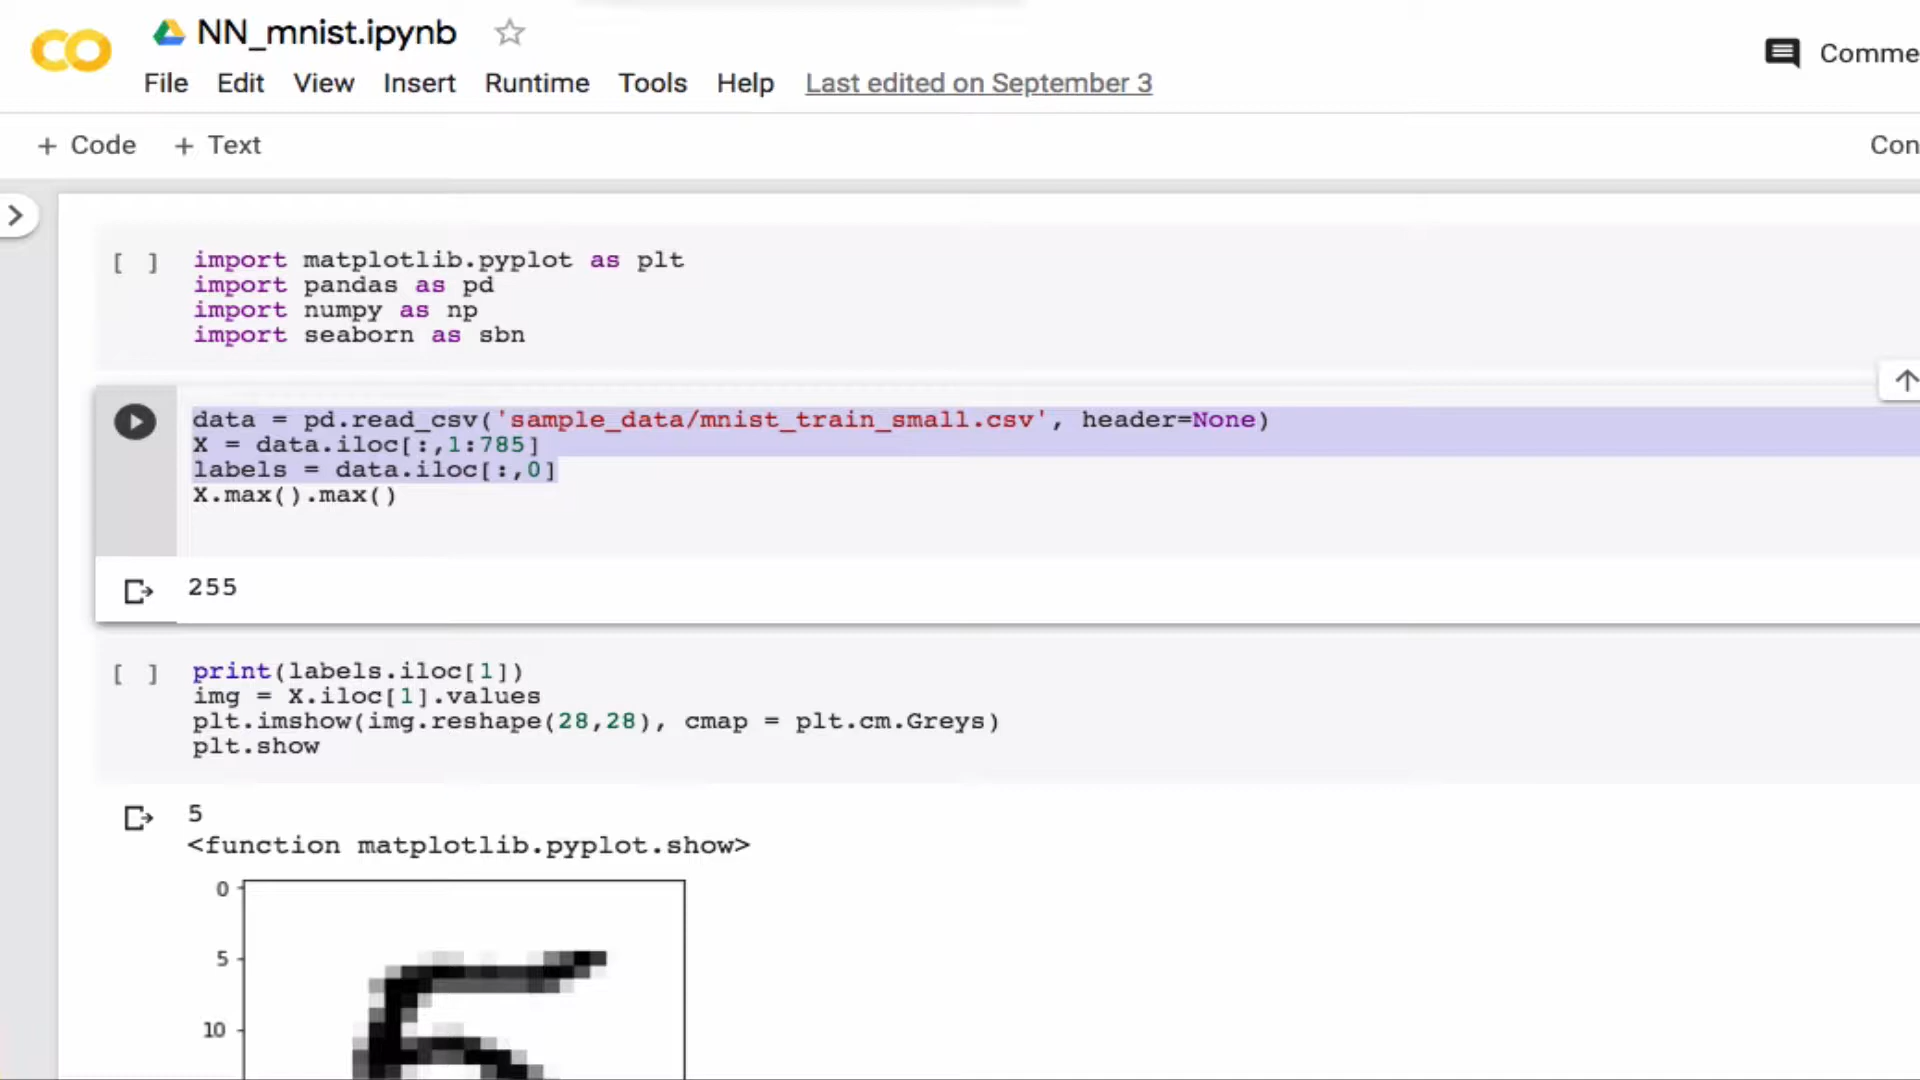 NN_mnist.ipynb
File Edit View Insert Runtime Tools Help Last edited on September 3
Comme
+ Code + Text
Con
[ ] import matplotlib.pyplot as plt
import pandas as pd
import numpy as np
import seaborn as sbn
data = pd.read_csv('sample_data/mnist_train_small.csv', header=None)
X = data.iloc[:,1:785]
labels = data.iloc[:,0]
X.max().max()
255
[ ] print(labels.iloc[1])
img = X.iloc[1].values
plt.imshow(img.reshape(28,28), cmap = plt.cm.Greys)
plt.show
5
<function matplotlib.pyplot.show>
0
5
10